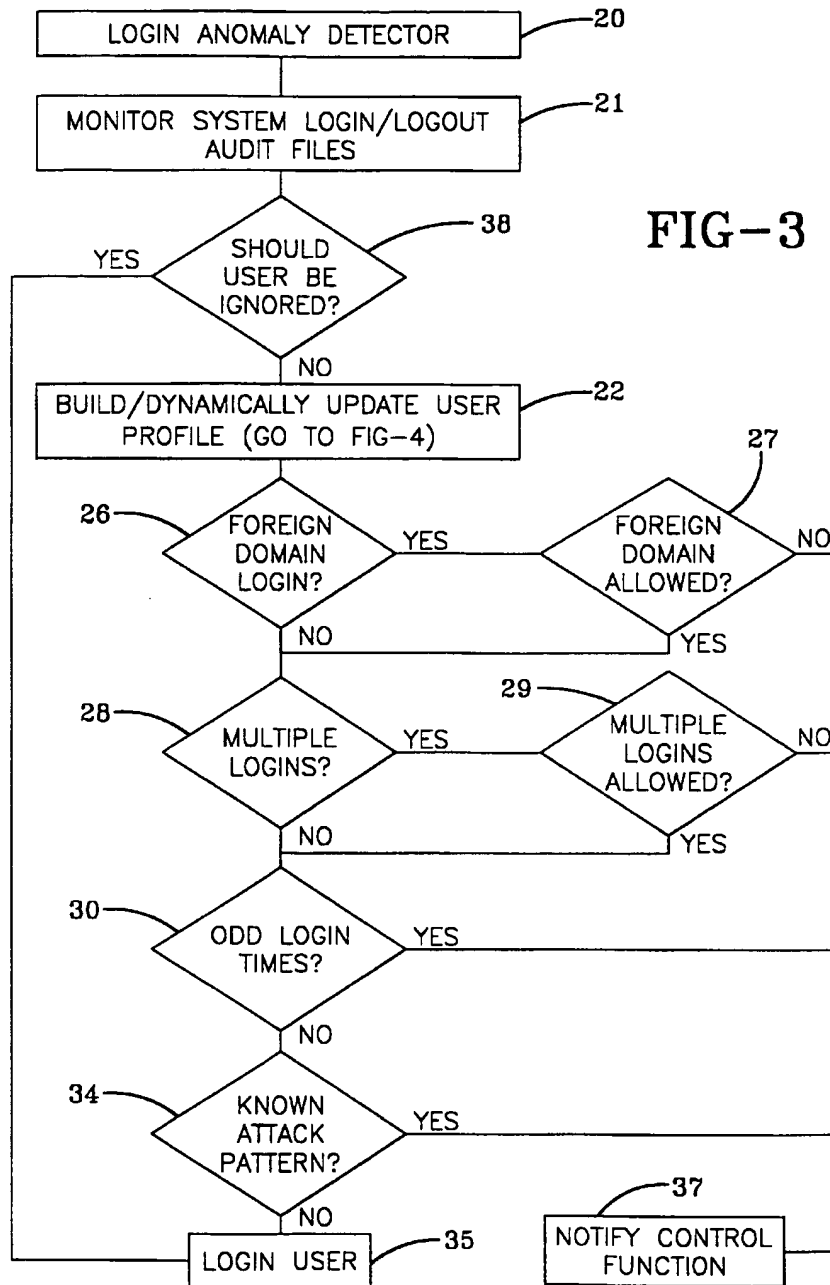 LOGIN ANOMALY DETECTOR
20
MONITOR SYSTEM LOGIN/LOGOUT
AUDIT FILES
21
FIG-3
SHOULD
USER BE
IGNORED?
38
YES
NO
BUILD/DYNAMICALLY UPDATE USER
PROFILE (GO TO FIG-4)
22
26
FOREIGN
DOMAIN
LOGIN?
YES
NO
27
FOREIGN
DOMAIN
ALLOWED?
NO
YES
28
MULTIPLE
LOGINS?
YES
NO
29
MULTIPLE
LOGINS
ALLOWED?
NO
YES
30
ODD LOGIN
TIMES?
YES
NO
34
KNOWN
ATTACK
PATTERN?
YES
NO
LOGIN USER
35
37
NOTIFY CONTROL
FUNCTION